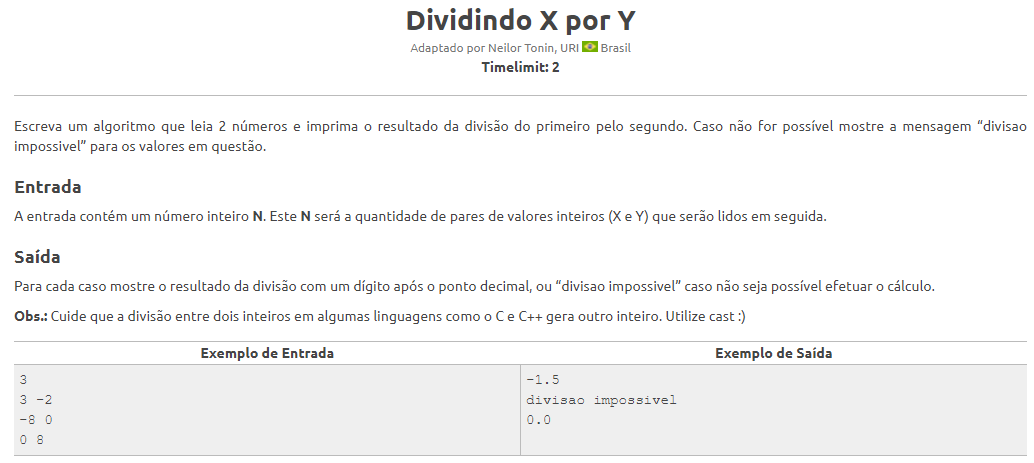 Dividindo X por Y
Adaptado por Neilor Tonin, URI Brasil
Timelimit: 2
Escreva um algoritmo que leia 2 números e imprima o resultado da divisão do primeiro pelo segundo. Caso não for possível mostre a mensagem “divisao
impossivel” para os valores em questão.
Entrada
A entrada contém um número inteiro N. Este N será a quantidade de pares de valores inteiros (X e Y) que serão lidos em seguida.
Saída
Para cada caso mostre o resultado da divisão com um dígito após o ponto decimal, ou “divisao impossivel” caso não seja possível efetuar o cálculo.
Obs.: Cuide que a divisão entre dois inteiros em algumas linguagens como o C e C++ gera outro inteiro. Utilize cast :)
Exemplo de Entrada Exemplo de Saída
3 -1.5
3 -2 divisao impossivel
-8 0 0.0
0 8